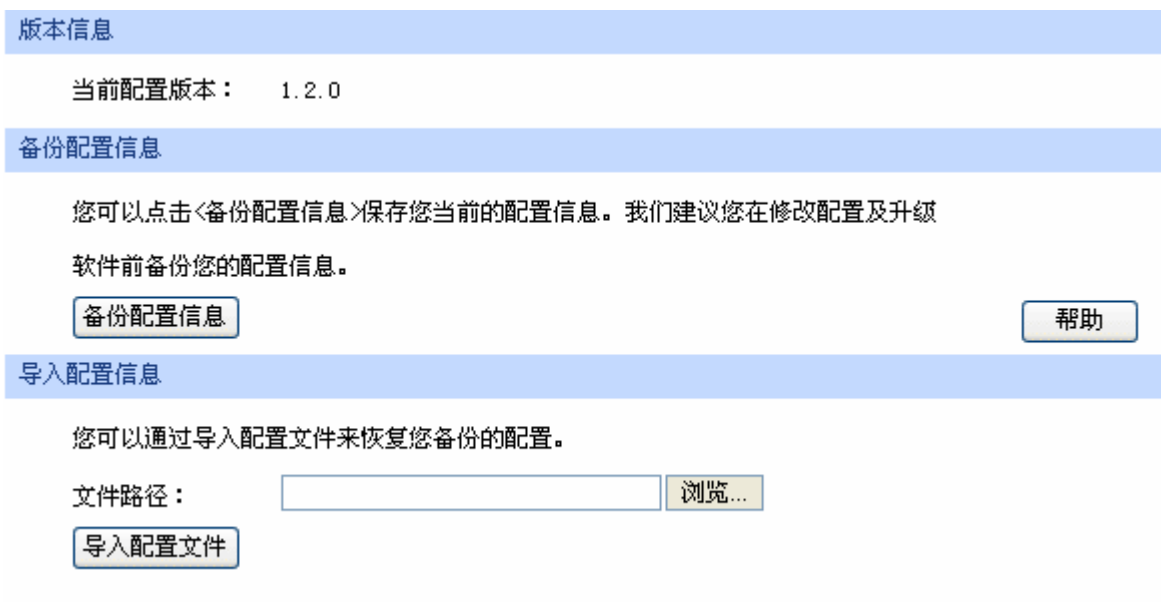 版本信息
当前配置版本： 1.2.0
备份配置信息
您可以点击<备份配置信息>保存您当前的配置信息。我们建议您在修改配置及升级
软件前备份您的配置信息。
备份配置信息
帮助
导入配置信息
您可以通过导入配置文件来恢复您备份的配置。
文件路径： 浏览...
导入配置文件